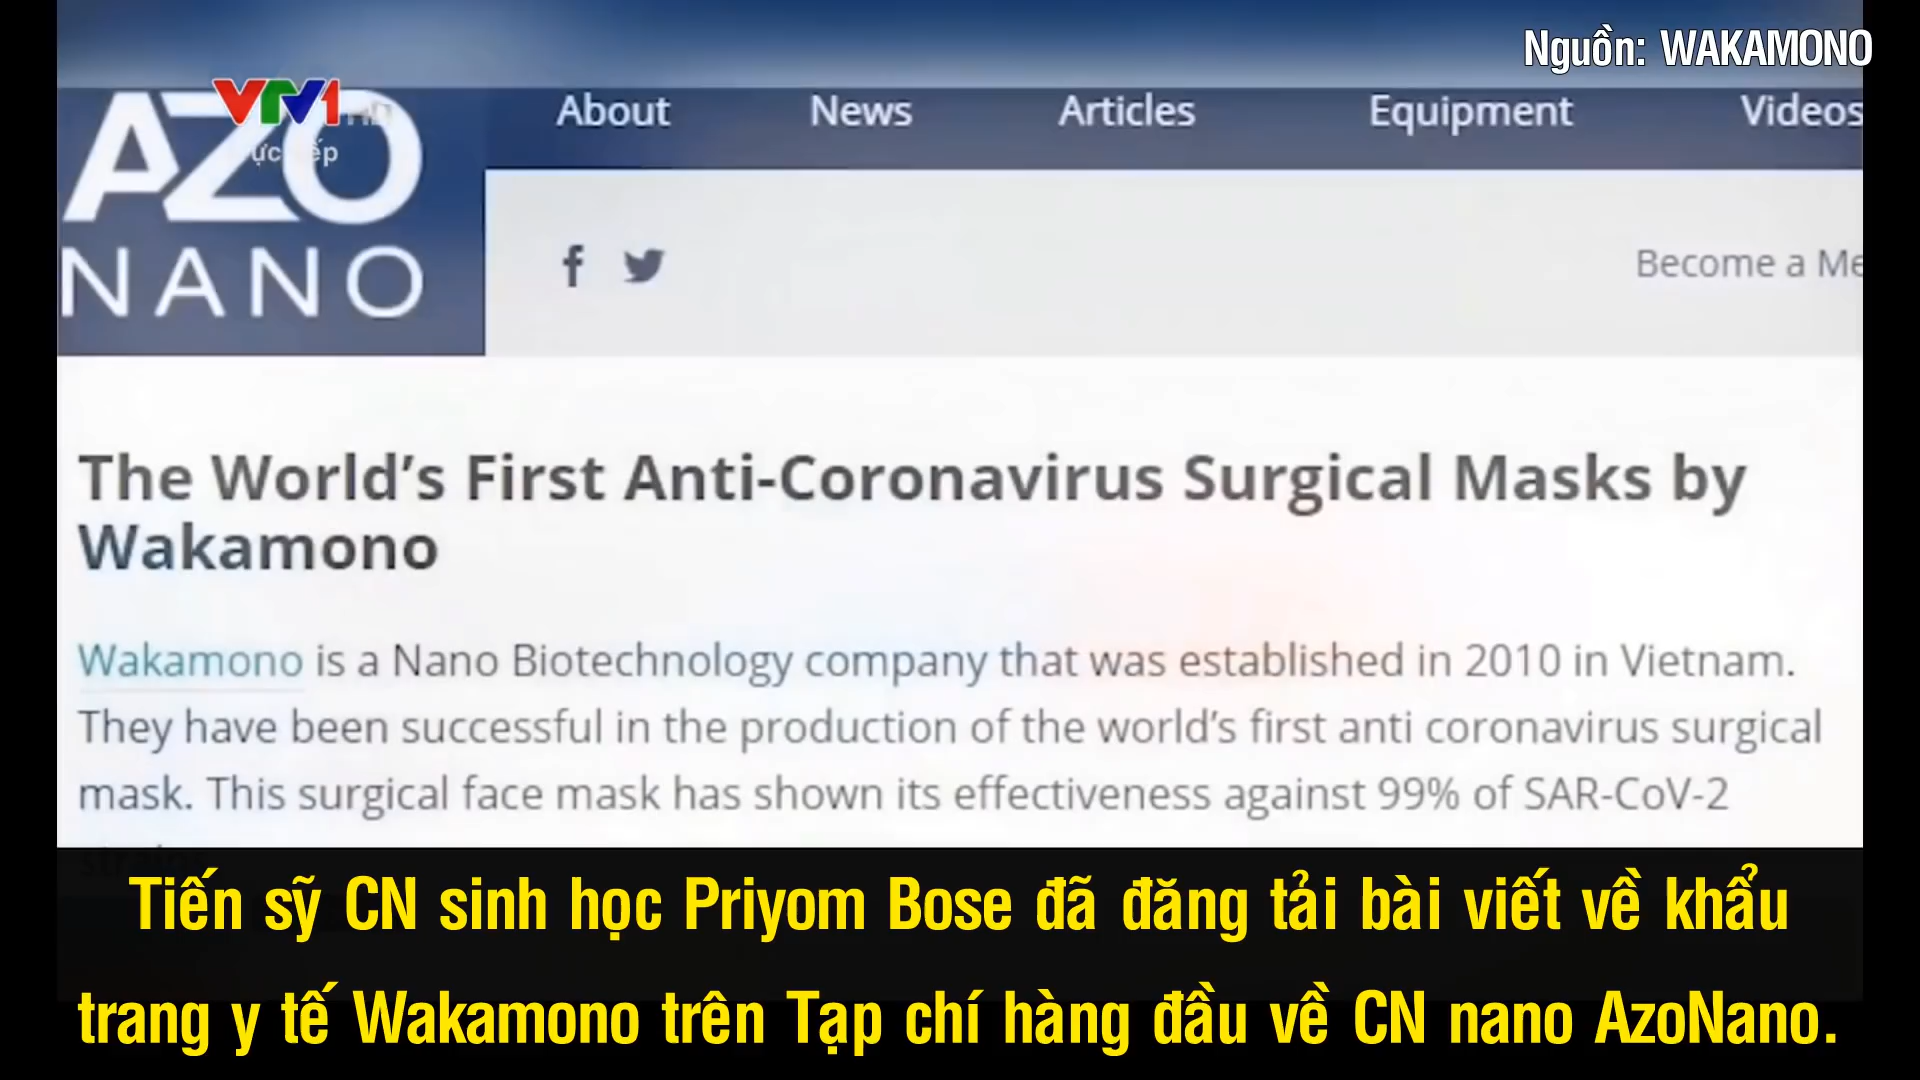 Nguồn: WAKAMONO
VTV1
AZO
NANO
About News Articles Equipment Videos
Become a Me
The World's First Anti-Coronavirus Surgical Masks by
Wakamono
Wakamono is a Nano Biotechnology company that was established in 2010 in Vietnam.
They have been successful in the production of the world's first anti coronavirus surgical
mask. This surgical face mask has shown its effectiveness against 99% of SAR-CoV-2
Tiến sỹ CN sinh học Priyom Bose đã đăng tải bài viết về khẩu
trang y tế Wakamono trên Tạp chí hàng đầu về CN nano AzoNano.